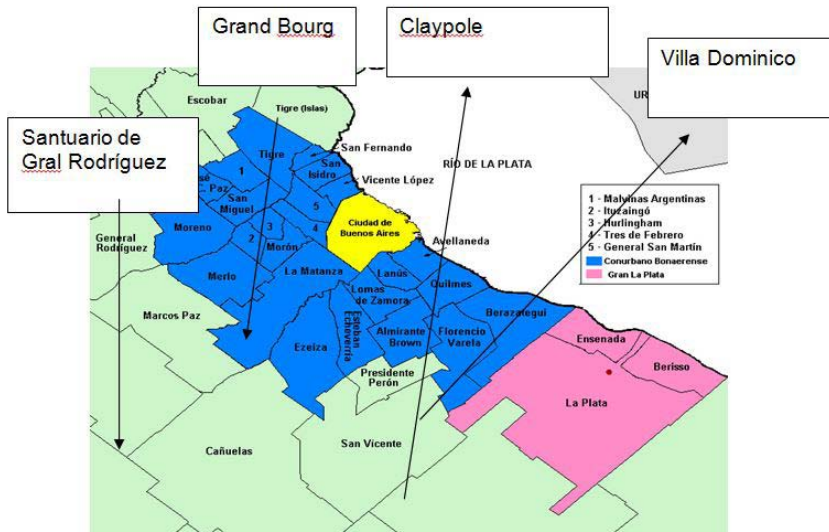 Grand Bourg
Claypole
Villa Dominico
Santuario de
Gral Rodríguez
Escobar
Tigre (Islas)
UR
San Fernando
Tigre
San
Isidro
RÍO DE LA PLATA
Vicente López
1
Paz
San
Miguel
5
Ciudad de
Buenos Aires
Moreno
3
4
2
Morón
General
Rodríguez
Avellaneda
La Matanza
Lanús
Merlo
Lomas
de Zamora
Quilmes
Marcos Paz
Berazategui
Esteban
Echeverría
Almirante
Brown
Florencio
Varela
Ezeiza
Ensenada
Presidente
Perón
Berisso
La Plata
San Vicente
Cañuelas
1 - Malvinas Argentinas
2 - Ituzaingó
3 - Hurlingham
4 - Tres de Febrero
5 - General San Martín
Conurbano Bonaerense
Gran La Plata